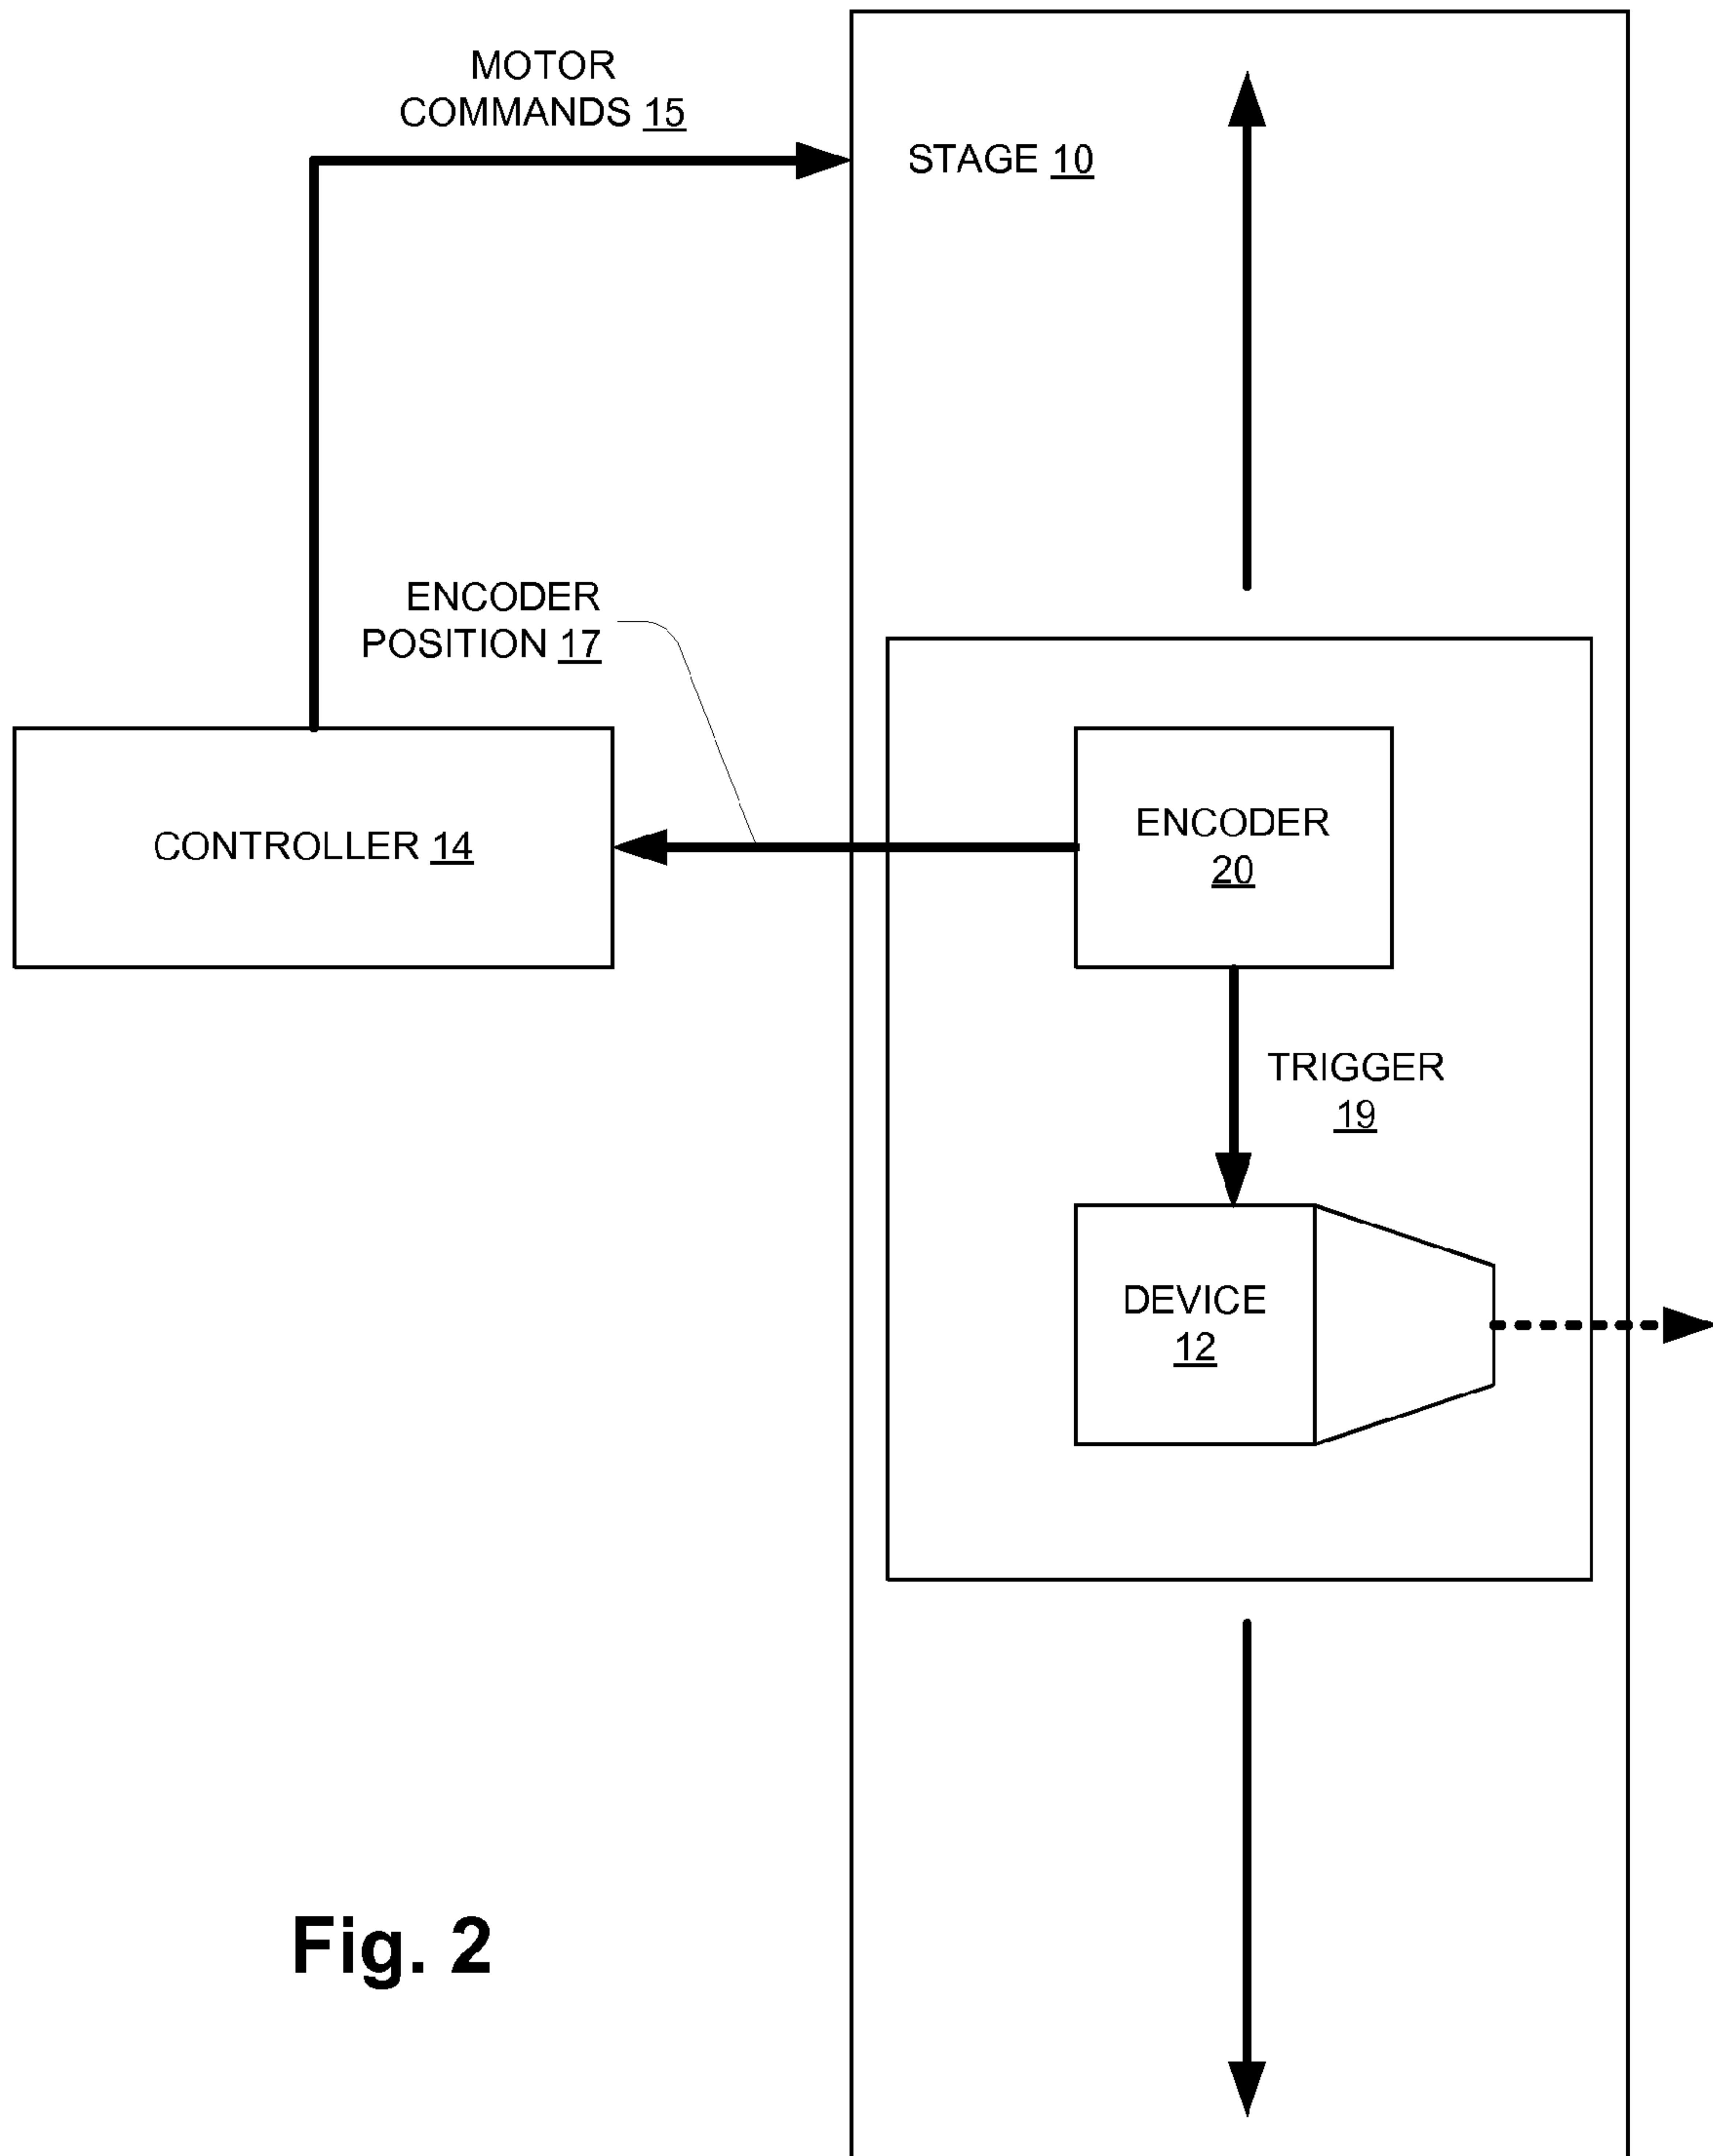 MOTOR
COMMANDS 15
STAGE 10
ENCODER
POSITION 17
CONTROLLER 14
ENCODER
20
TRIGGER
19
DEVICE
12
Fig. 2